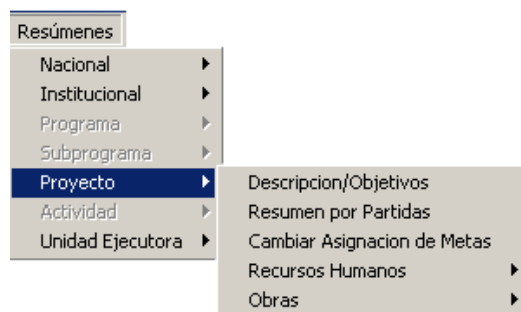 Resúmenes
Nacional
Institucional
Programa
Subprograma
Proyecto
Actividad
Unidad Ejecutora
Descripcion/Objetivos
Resumen por Partidas
Cambiar Asignacion de Metas
Recursos Humanos
Obras